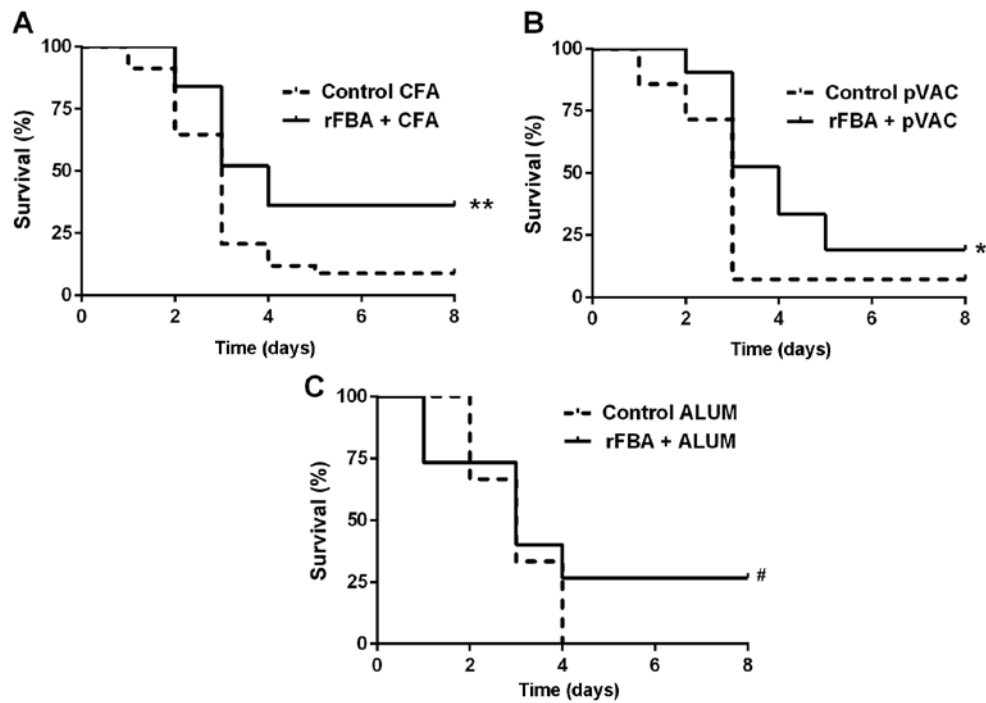 A
100
75
50
25
0
Survival (%)
Control CFA
rFBA + CFA
**
0 2 4 6 8
Time (days)
B
100
75
50
25
0
Survival (%)
Control pVAC
rFBA + pVAC
*
0 2 4 6 8
Time (days)
C
100
75
50
25
0
Survival (%)
Control ALUM
rFBA + ALUM
#
0 2 4 6 8
Time (days)